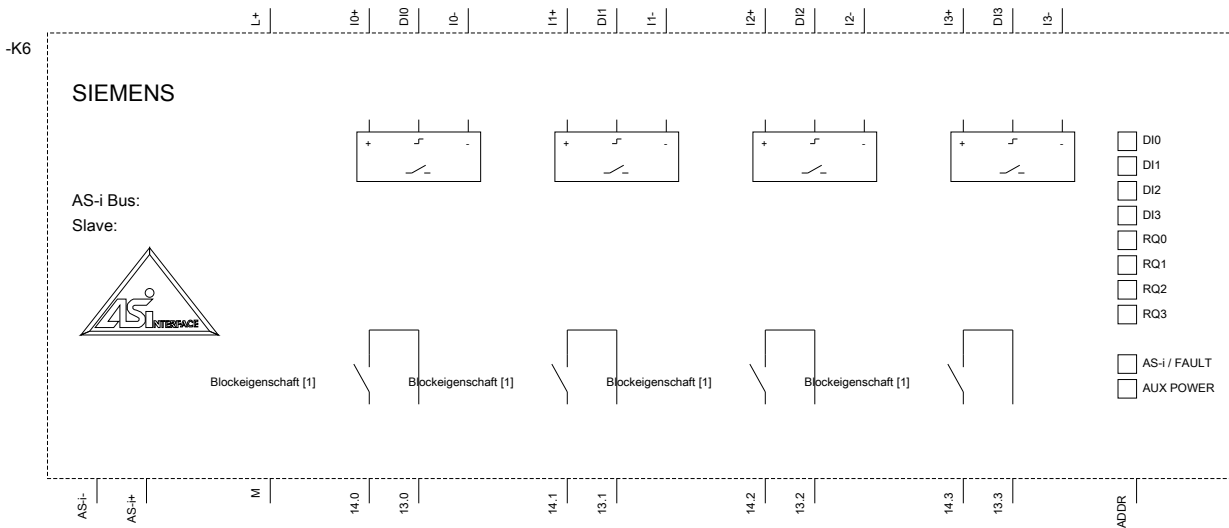 L+ I0+ DI0 I0- I1+ DI1 I1- I2+ DI2 I2- I3+ DI3 I3-
-K6
SIEMENS
+ - + - + - + -
DI0
DI1
DI2
DI3
RQ0
RQ1
RQ2
RQ3
AS-i / FAULT
AUX POWER
AS-i Bus:
Slave:
ASi INTERFACE
Blockeigenschaft [1] Blockeigenschaft [1] Blockeigenschaft [1] Blockeigenschaft [1]
AS-i- AS-i+ M 14.0 13.0 14.1 13.1 14.2 13.2 14.3 13.3 ADDR